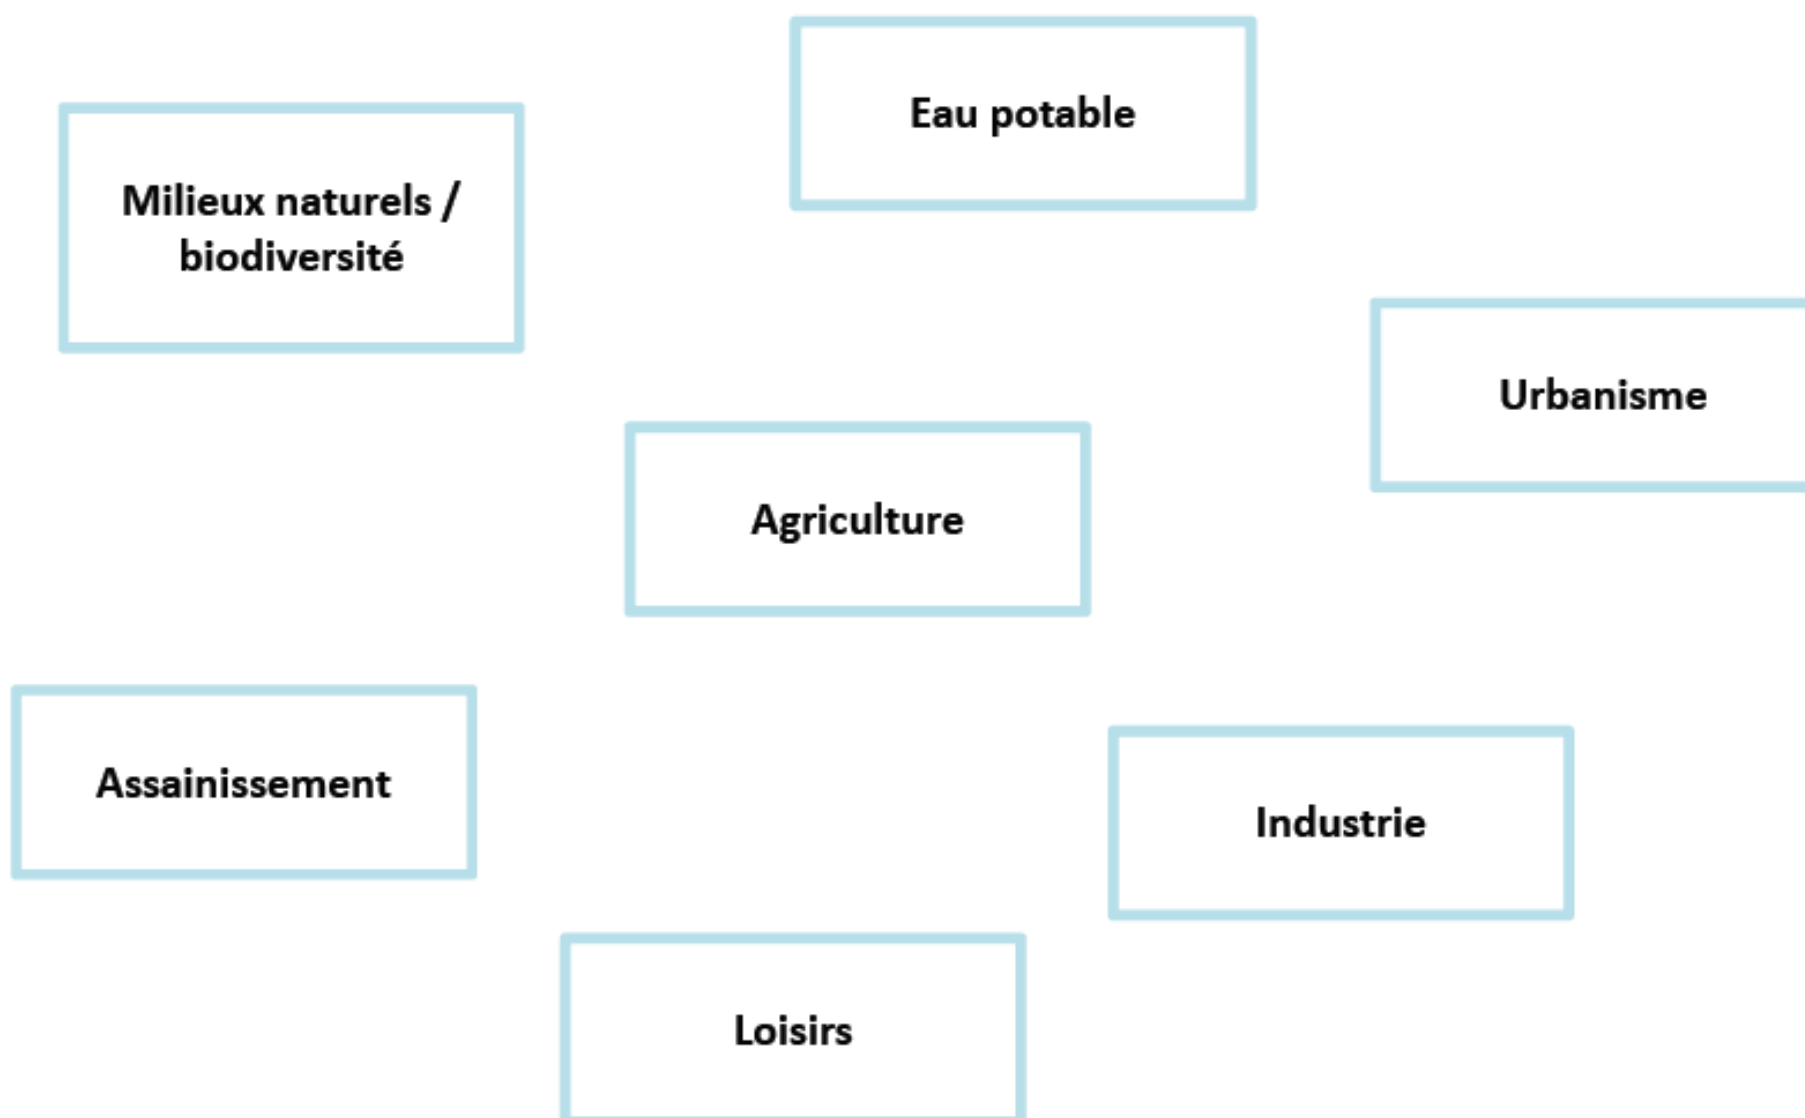 Eau potable
Milieux naturels /
biodiversité
Urbanisme
Agriculture
Assainissement
Industrie
Loisirs